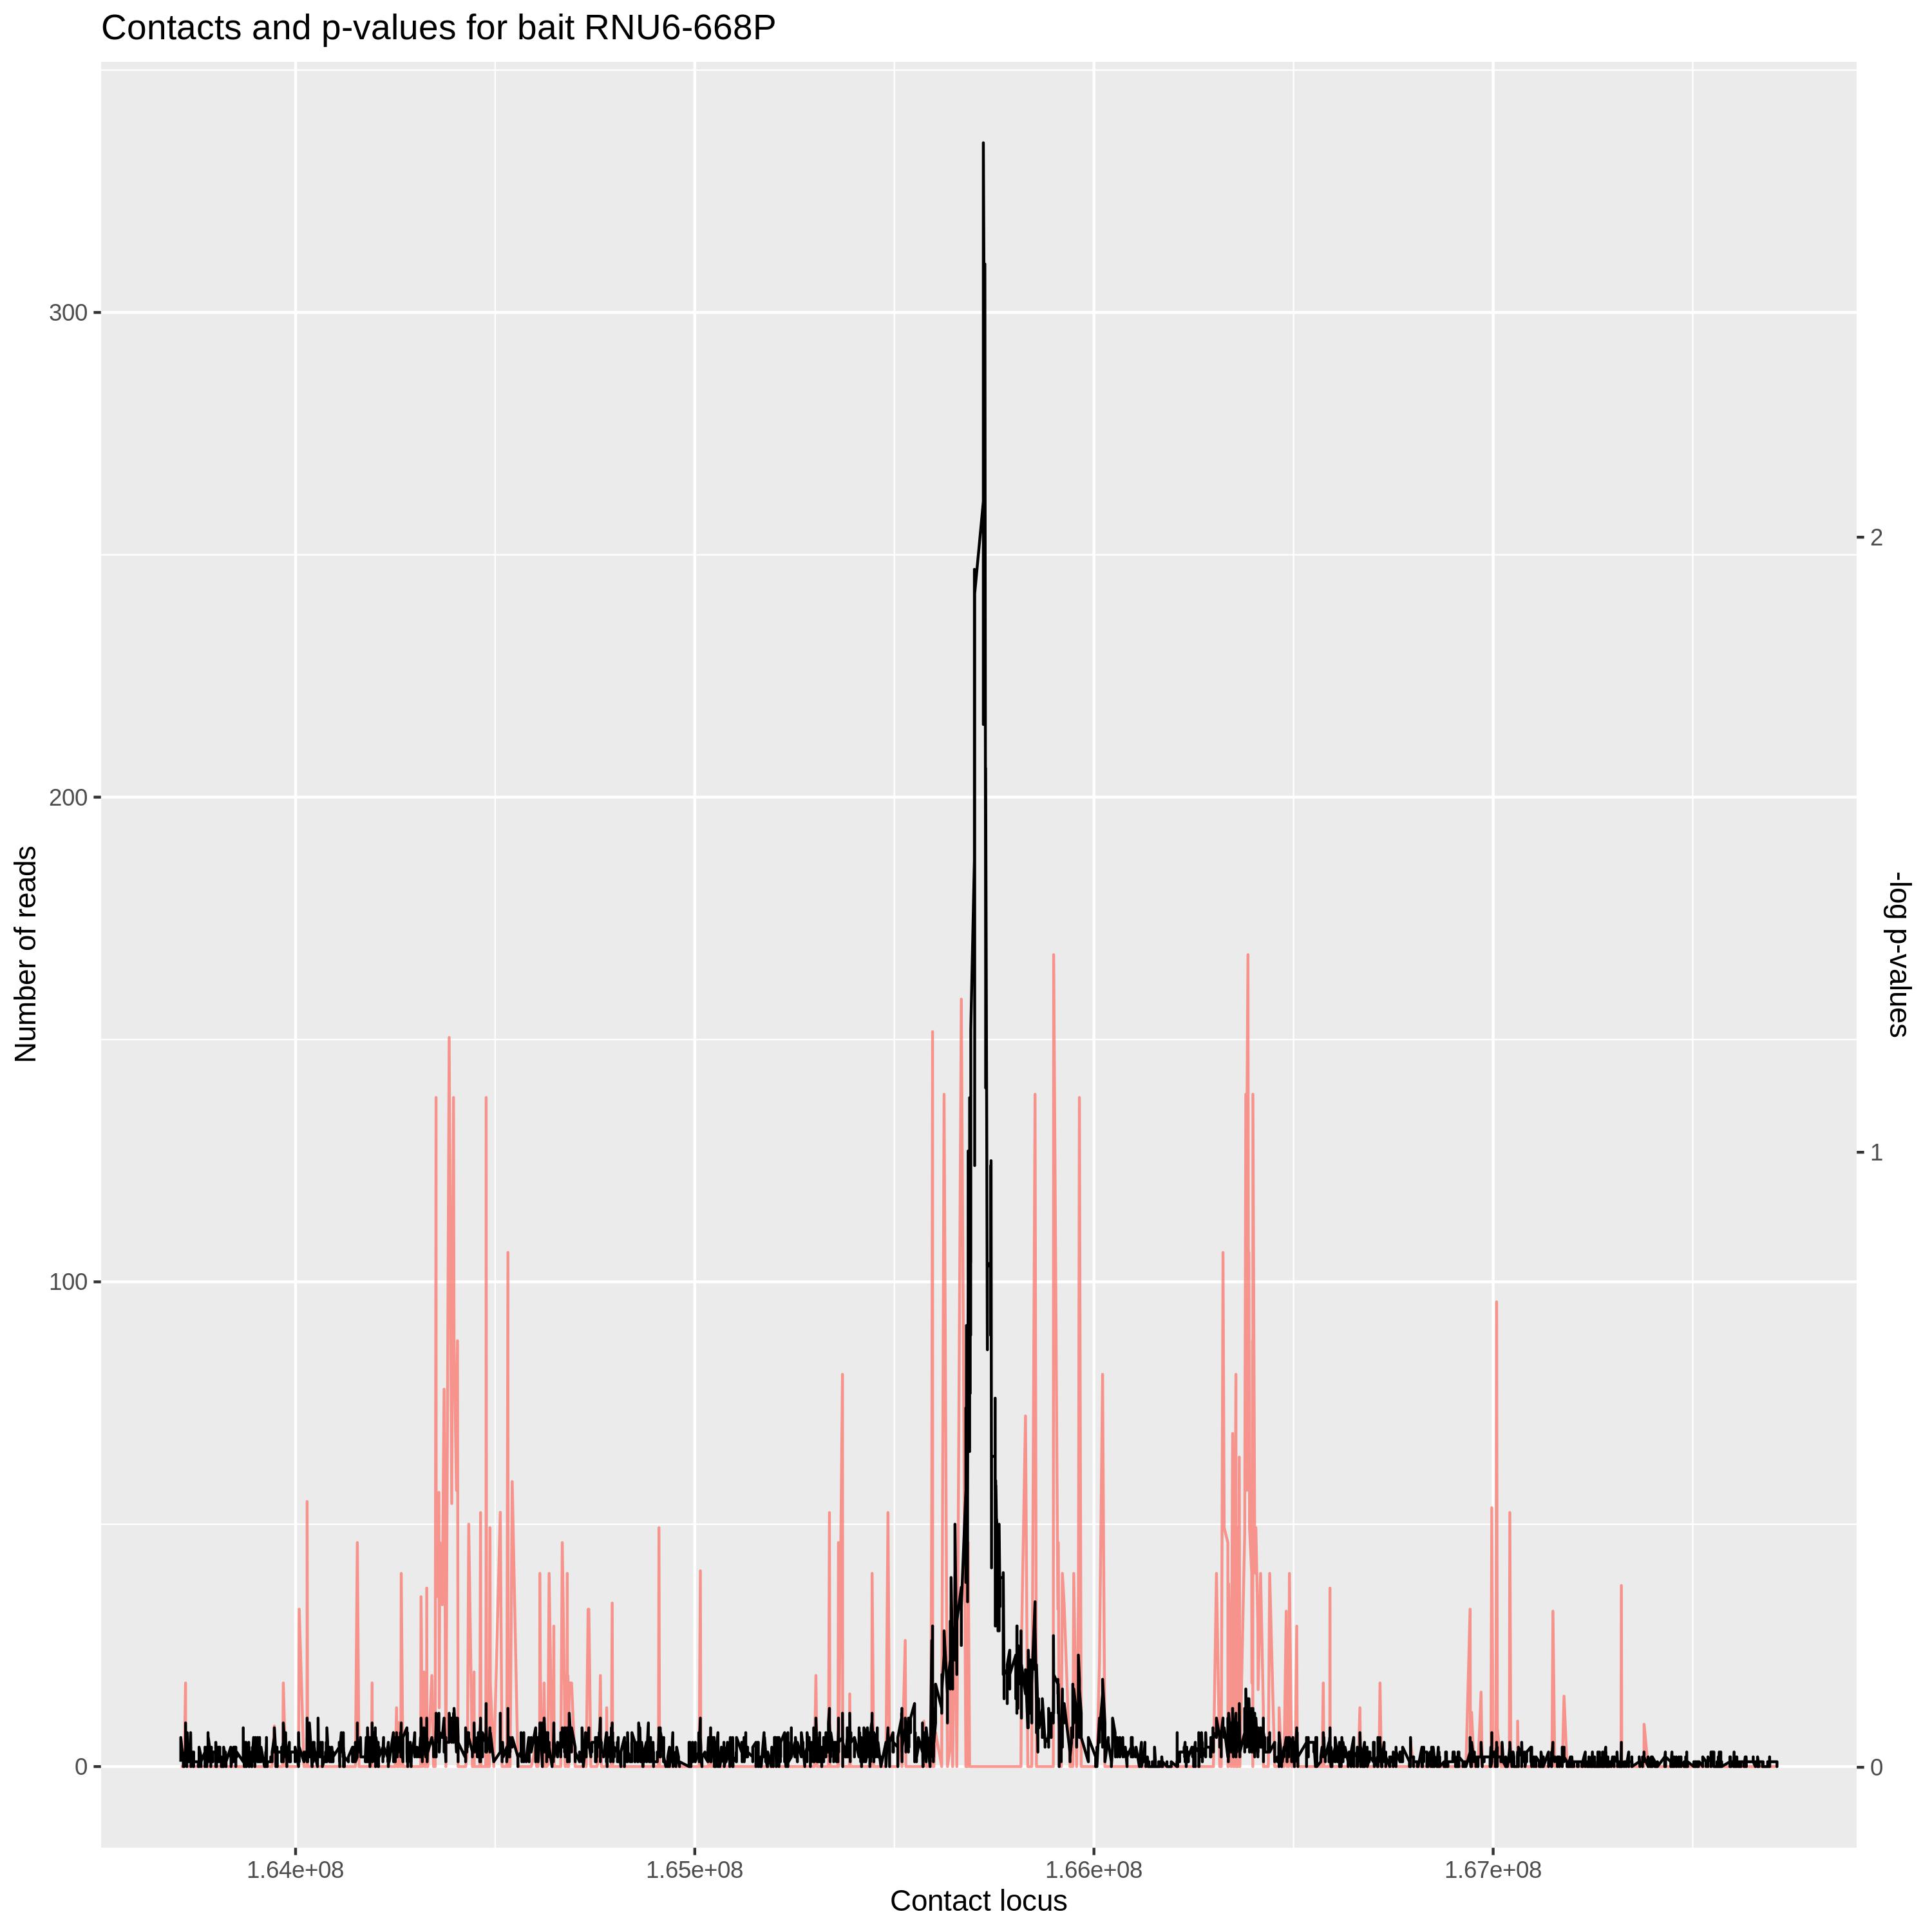 Contacts and p-values for bait RNU6-668P
300
200
100
0
Number of reads
2
1
0
-log p-values
1.64e+08
1.65e+08
1.66e+08
1.67e+08
Contact locus